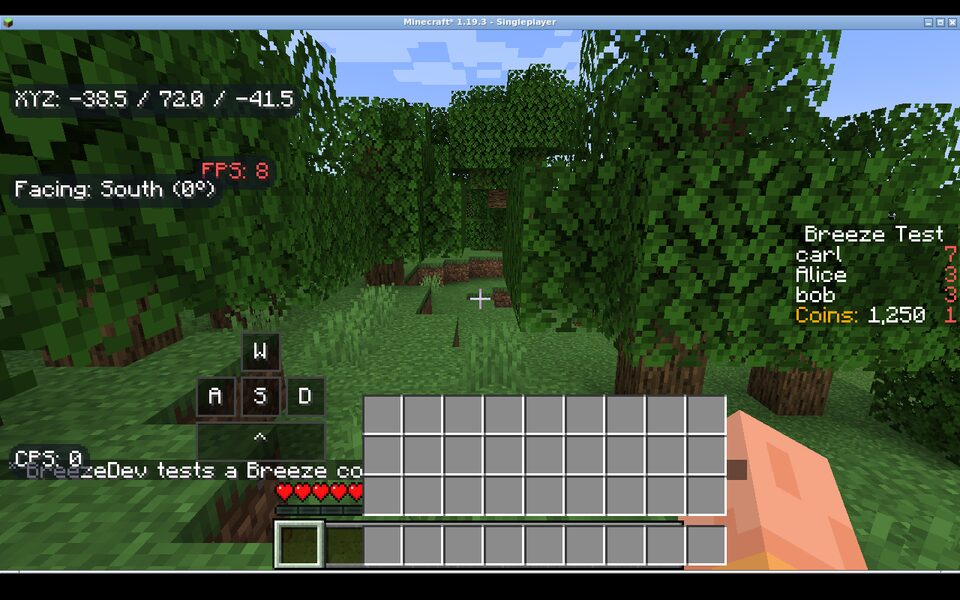 Minecraft* 1.19.3 - Singleplayer
XYZ: -38.5 / 72.0 / -41.5
FPS: 8
Facing: South (0°)
Breeze Test
carl 7
Alice 3
bob 3
Coins: 1,250 1
W
A S D
^
CPS: 0
BreezeDev tests a Breeze co